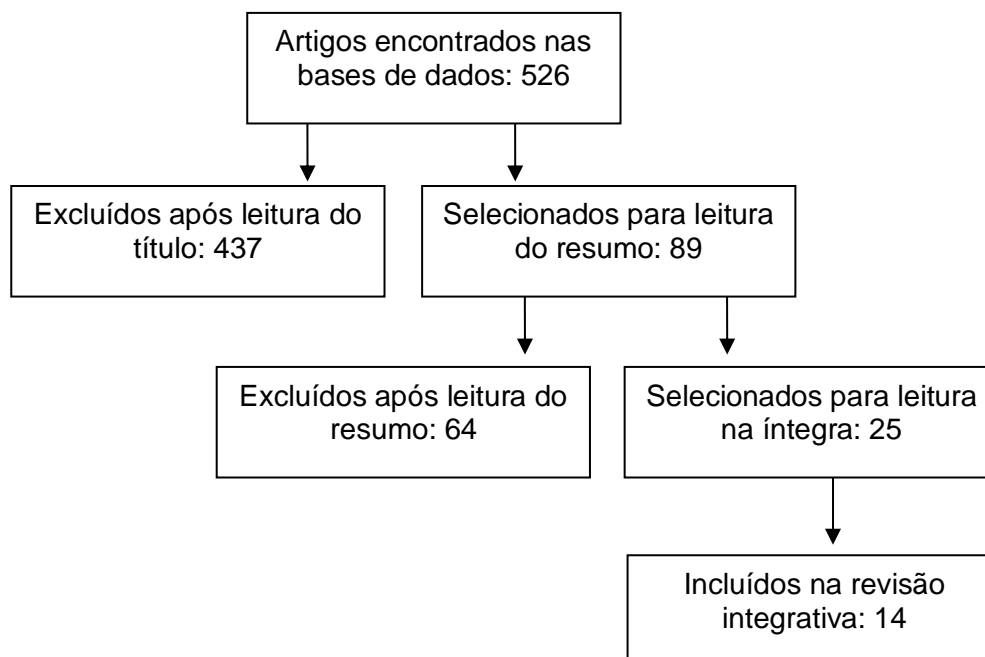 Artigos encontrados nas
bases de dados: 526
Excluídos após leitura do
título: 437
Selecionados para leitura
do resumo: 89
Excluídos após leitura do
resumo: 64
Selecionados para leitura
na íntegra: 25
Incluídos na revisão
integrativa: 14